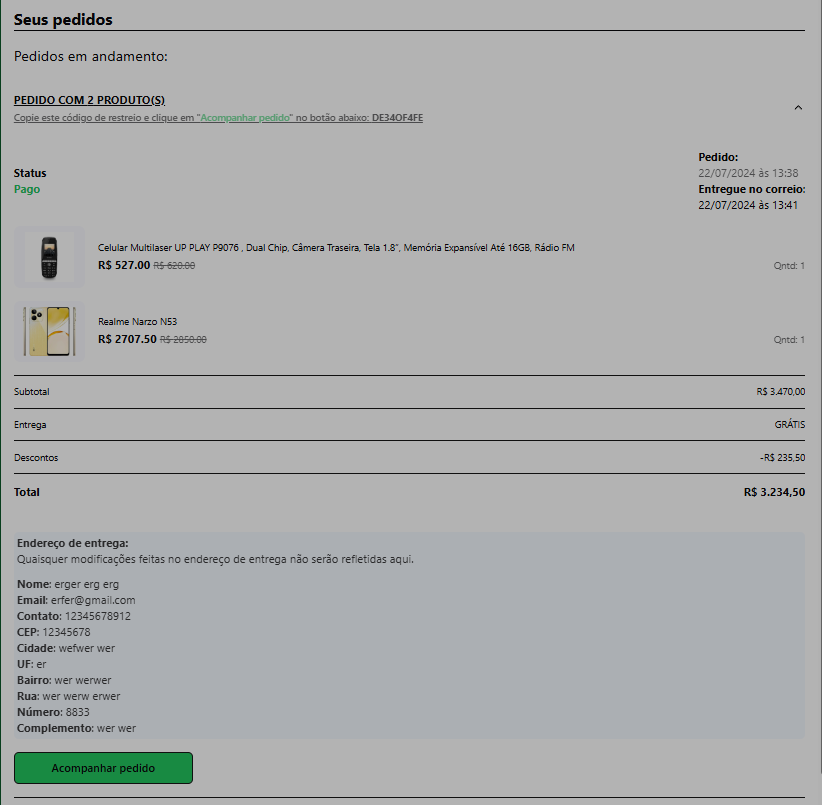 Seus pedidos
Pedidos em andamento:
PEDIDO COM 2 PRODUTO(S)
Copie este código de restreio e clique em "Acompanhar pedido" no botão abaixo: DE34OF4FE
Pedido:
22/07/2024 às 13:38
Status
Entregue no correio:
Pago
22/07/2024 às 13:41
Celular Multilaser UP PLAY P9076 , Dual Chip, Câmera Traseira, Tela 1.8", Memória Expansível Até 16GB, Rádio FM
R$ 527.00 R$ 620.00 Qntd: 1
Realme Narzo N53
R$ 2707.50 R$ 2850.00 Qntd: 1
Subtotal R$ 3.470,00
Entrega GRÁTIS
Descontos -R$ 235,50
Total R$ 3.234,50
Endereço de entrega:
Quaisquer modificações feitas no endereço de entrega não serão refletidas aqui.
Nome: erger erg erg
Email: erfer@gmail.com
Contato: 12345678912
CEP: 12345678
Cidade: wefwer wer
UF: er
Bairro: wer werwer
Rua: wer werw erwer
Número: 8833
Complemento: wer wer
Acompanhar pedido